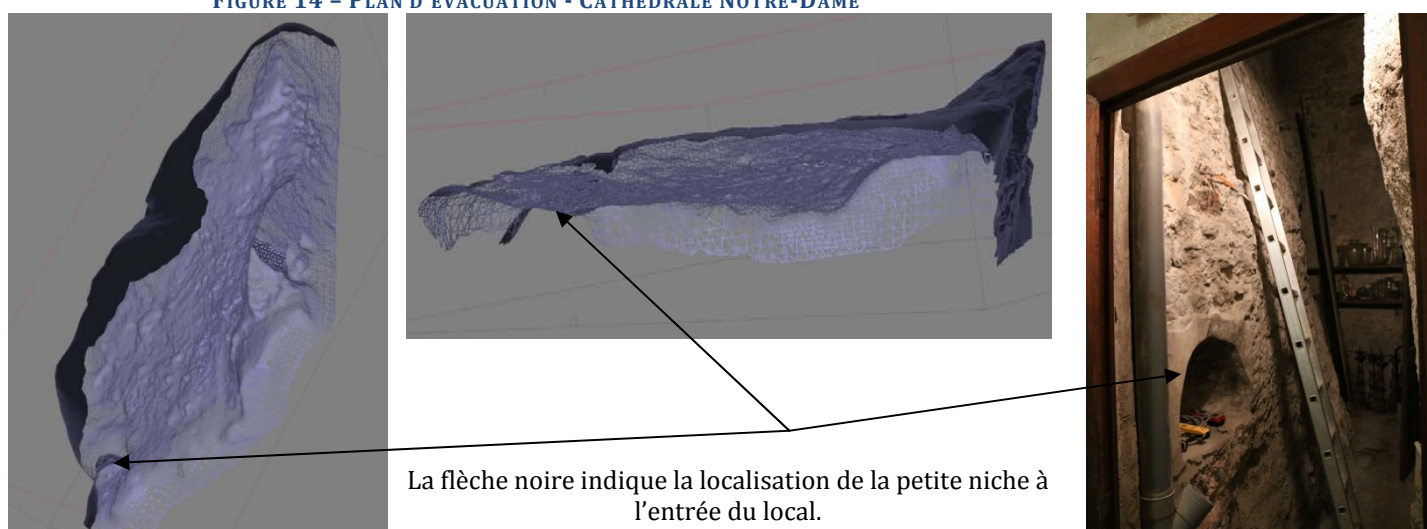 FIGURE 14 – PLAN D'ÉVACUATION - CATHÉDRALE NOTRE-DAME
La flèche noire indique la localisation de la petite niche à
l'entrée du local.